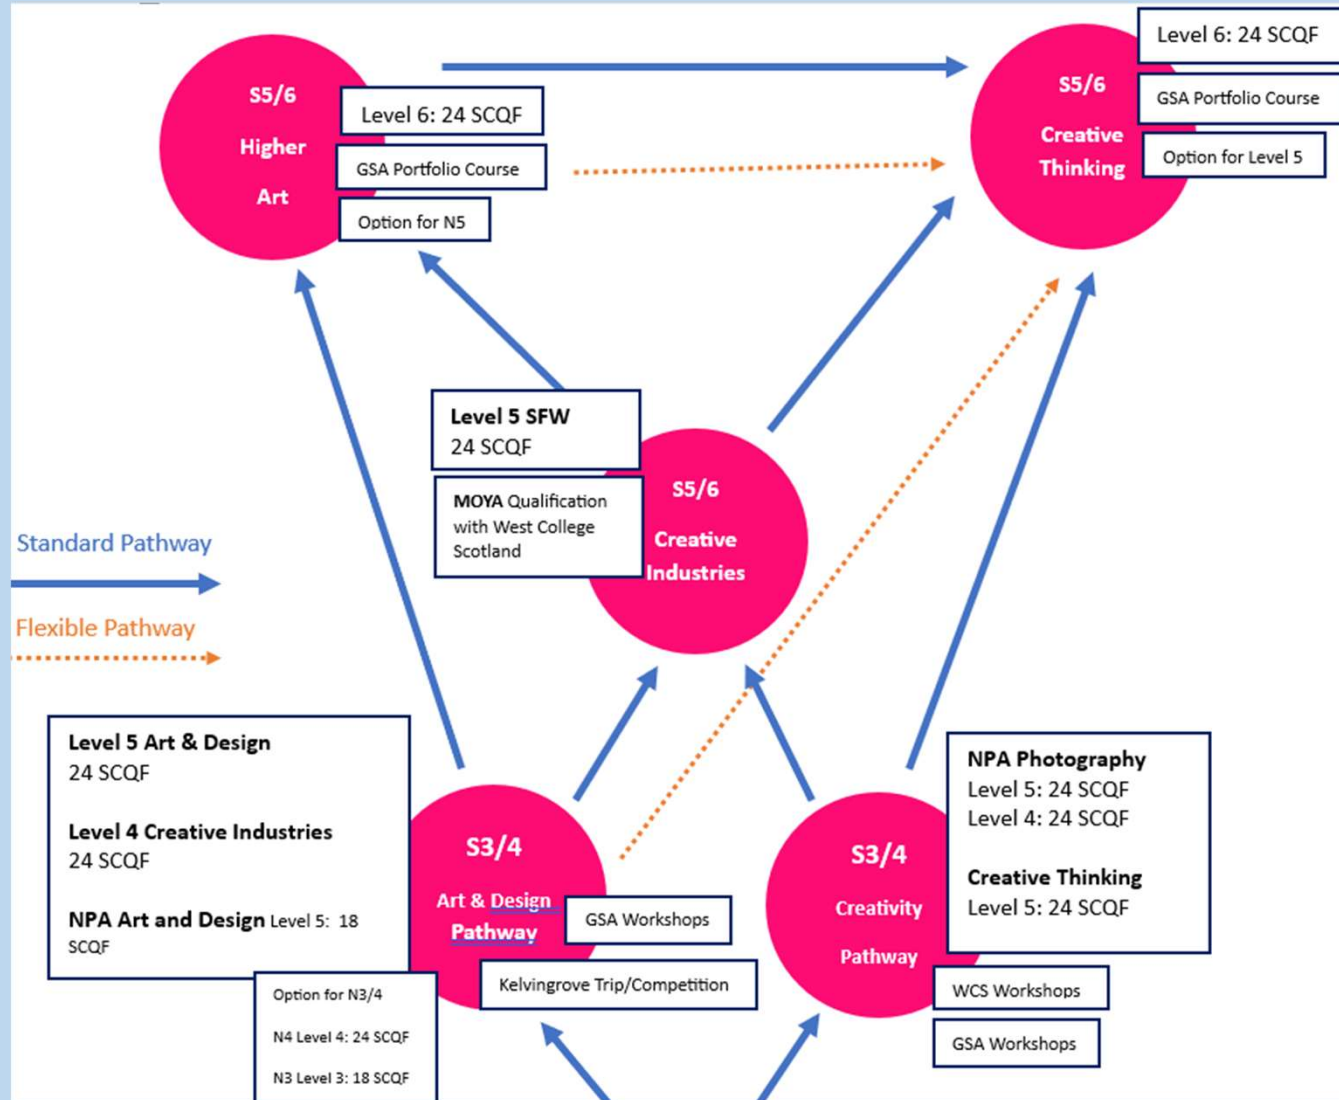 S5/6
Higher
Art
Level 6: 24 SCQF
GSA Portfolio Course
Option for N5
S5/6
Creative
Thinking
Level 6: 24 SCQF
GSA Portfolio Course
Option for Level 5
Level 5 SFW
24 SCQF
MOYA Qualification
with West College
Scotland
S5/6
Creative
Industries
Standard Pathway
Flexible Pathway
Level 5 Art & Design
24 SCQF
Level 4 Creative Industries
24 SCQF
NPA Art and Design Level 5: 18
SCQF
Option for N3/4
N4 Level 4: 24 SCQF
N3 Level 3: 18 SCQF
S3/4
Art & Design
Pathway
GSA Workshops
Kelvingrove Trip/Competition
S3/4
Creativity
Pathway
NPA Photography
Level 5: 24 SCQF
Level 4: 24 SCQF
Creative Thinking
Level 5: 24 SCQF
WCS Workshops
GSA Workshops